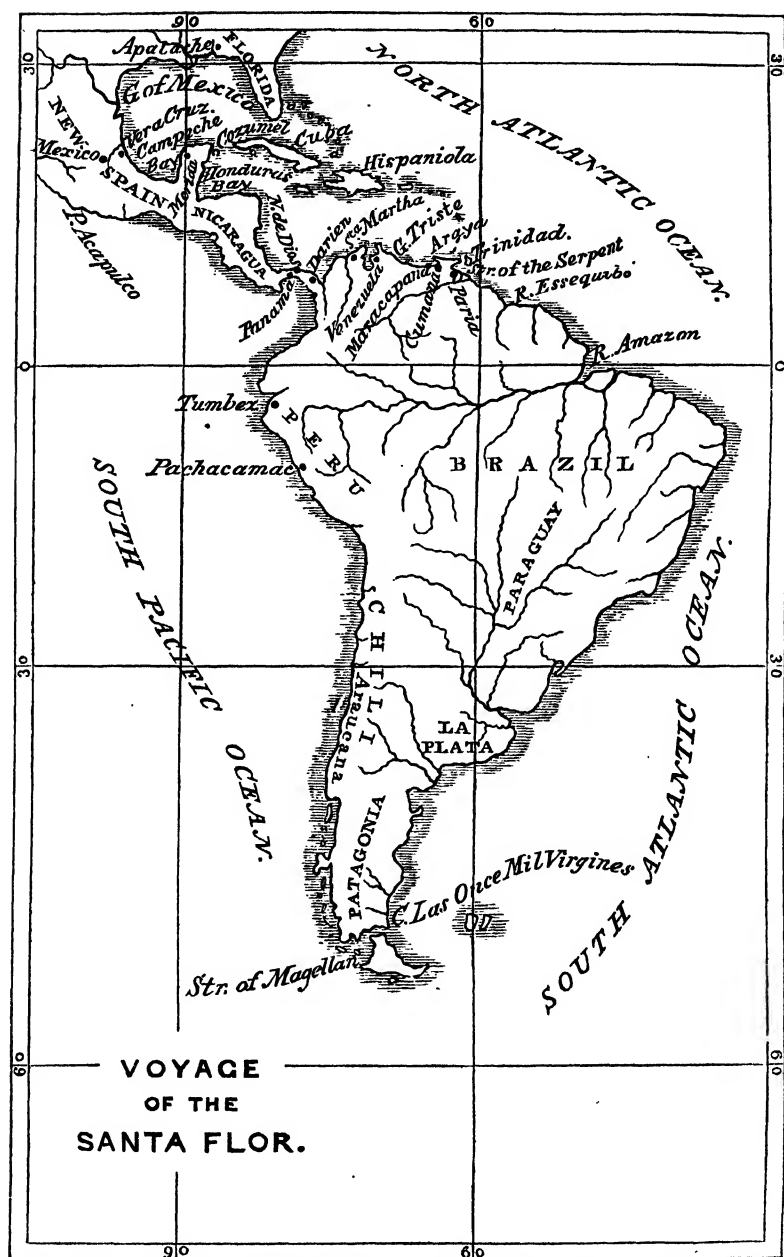 90
60
30
30
Apalache
FLORIDA
NORTH ATLANTIC OCEAN.
G of Mexico
NEW SPAIN
Mexico
Vera Cruz.
Campeche
Bay
Merida
Cozumel
Cuba
Honduras
Bay
Hispaniola
P. Acapulco
NICARAGUA
N. de Dios
Panama
Darien
Sta Martha.
Venezuela
G. Triste
Maracapana
Cumana
Araya
Trinidad.
Str. of the Serpent
Paria
R. Essequibo
R. Amazon
0
0
Tumbez
PERU
Pachacamac
BRAZIL
SOUTH PACIFIC OCEAN.
PARAGUAY
CHILI
Araucana
30
30
LA
PLATA
SOUTH ATLANTIC OCEAN.
PATAGONIA
C. Las Once Mil Virgines
Str. of Magellan
60
60
VOYAGE
OF THE
SANTA FLOR.
90
60